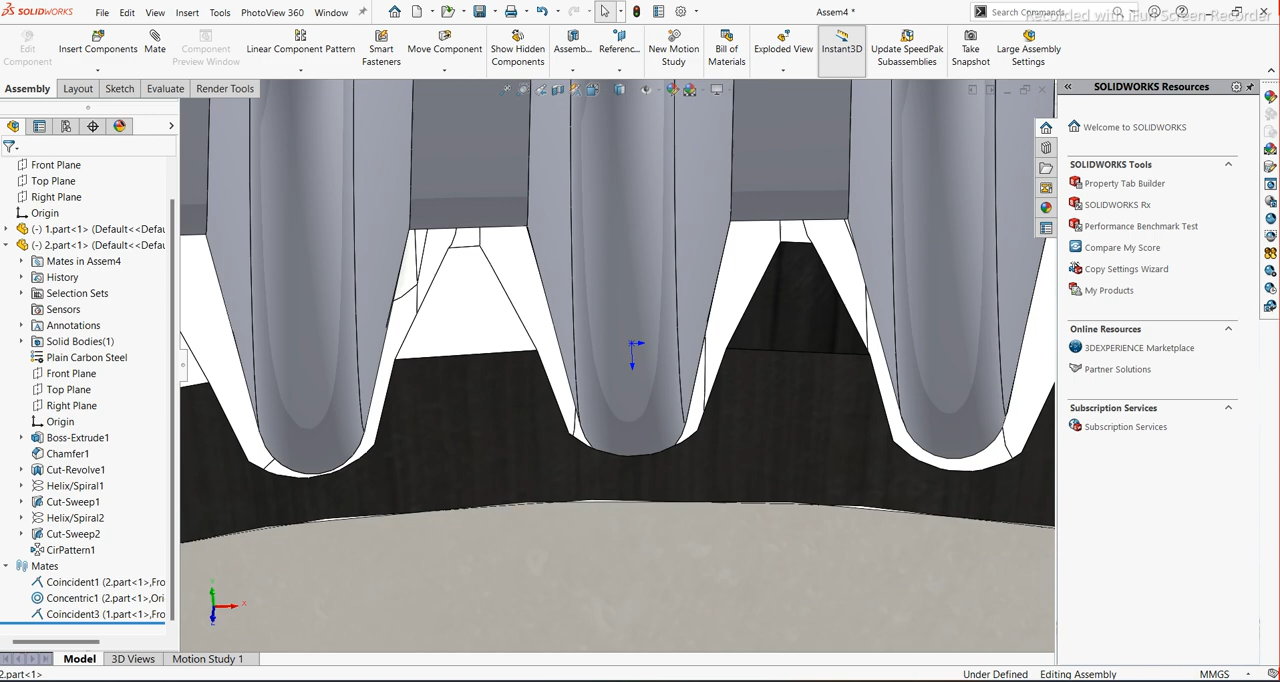 SOLIDWORKS File Edit View Insert Tools PhotoView 360 Window Assem4 * Search Commands
Recorded with iFun Screen Recorder
Edit Component
Insert Components
Mate
Component Preview Window
Linear Component Pattern
Smart Fasteners
Move Component
Show Hidden Components
Assemb...
Referenc...
New Motion Study
Bill of Materials
Exploded View
Instant3D
Update SpeedPak Subassemblies
Take Snapshot
Large Assembly Settings
Assembly Layout Sketch Evaluate Render Tools
Front Plane
Top Plane
Right Plane
Origin
(-) 1.part<1> (Default<<Defau
(-) 2.part<1> (Default<<Defau
Mates in Assem4
History
Selection Sets
Sensors
Annotations
Solid Bodies(1)
Plain Carbon Steel
Front Plane
Top Plane
Right Plane
Origin
Boss-Extrude1
Chamfer1
Cut-Revolve1
Helix/Spiral1
Cut-Sweep1
Helix/Spiral2
Cut-Sweep2
CirPattern1
Mates
Coincident1 (2.part<1>,Fro
Concentric1 (2.part<1>,Ori
Coincident3 (1.part<1>,Fro
X
SOLIDWORKS Resources
Welcome to SOLIDWORKS
SOLIDWORKS Tools
Property Tab Builder
SOLIDWORKS Rx
Performance Benchmark Test
Compare My Score
Copy Settings Wizard
My Products
Online Resources
3DEXPERIENCE Marketplace
Partner Solutions
Subscription Services
Subscription Services
Model 3D Views Motion Study 1
2.part<1> Under Defined Editing Assembly MMGS